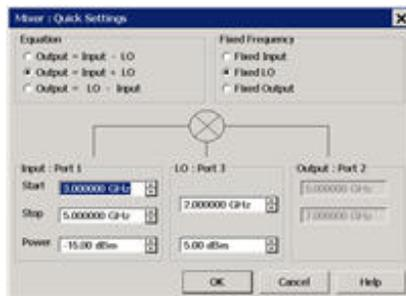 Mixer : Quick Settings
Equation
Output = Input - LO
Output = Input + LO
Output = LO - Input
Fixed Frequency
Fixed Input
Fixed LO
Fixed Output
Input : Port 1
Start 3.000000 GHz
Stop 5.000000 GHz
Power -15.00 dBm
LO : Port 3
2.000000 GHz
5.00 dBm
Output : Port 2
5.000000 GHz
7.000000 GHz
OK Cancel Help